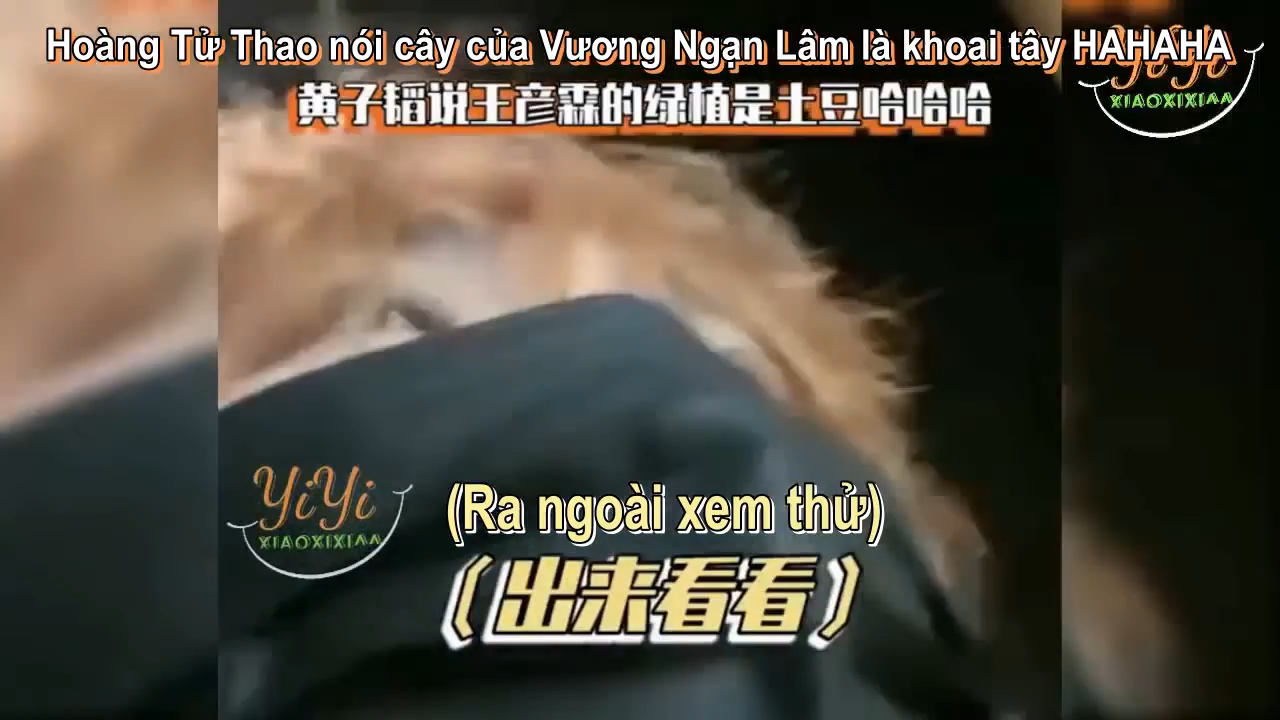 Hoàng Tử Thao nói cây của Vương Ngạn Lâm là khoai tây HAHAHA
黄子韬说王彦霖的绿植是土豆哈哈哈
YiYi
XIAOXIXIAA
YiYi
XIAOXIXIAA
(Ra ngoài xem thử)
（出来看看）